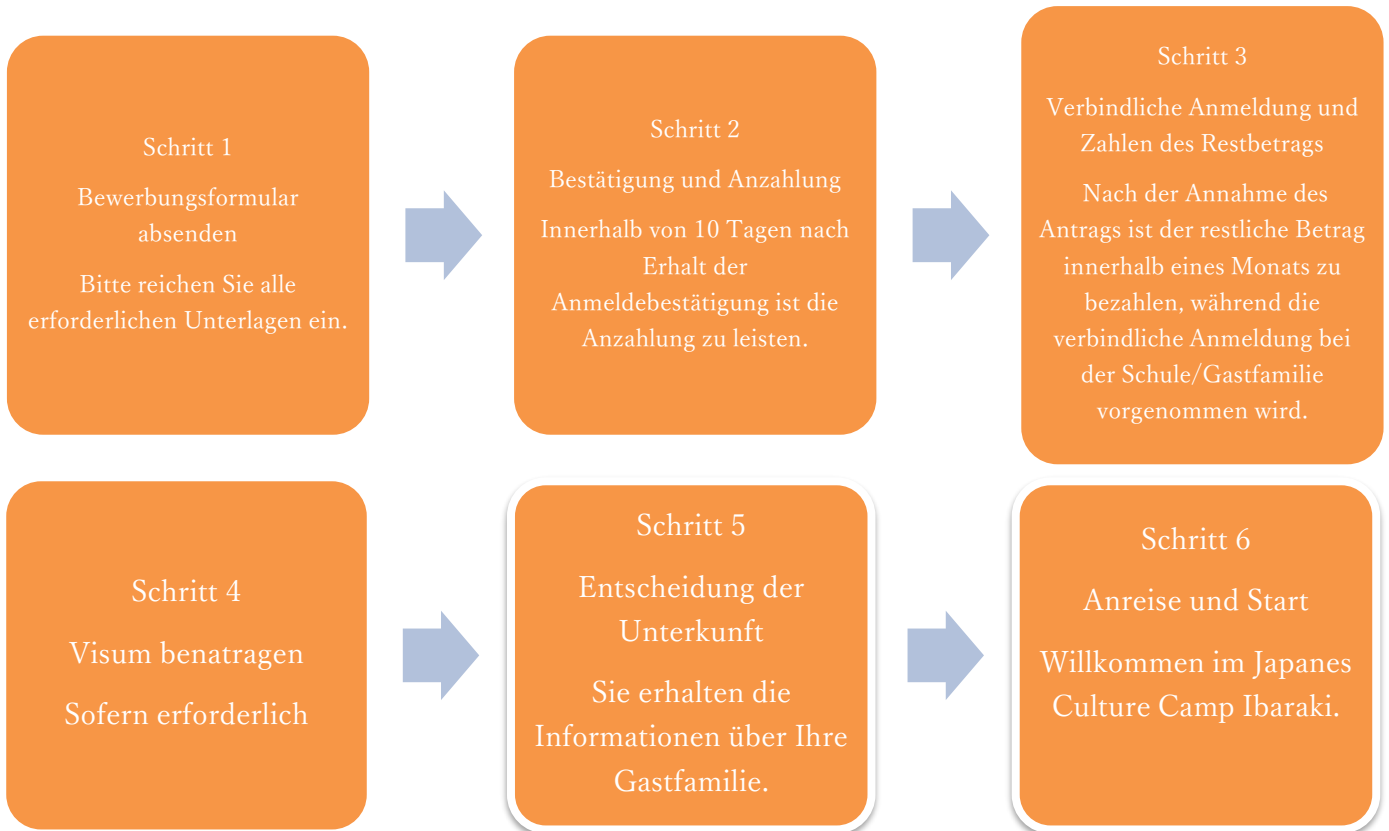 Schritt 1
Bewerbungsformular
absenden
Bitte reichen Sie alle
erforderlichen Unterlagen ein.
Schritt 2
Bestätigung und Anzahlung
Innerhalb von 10 Tagen nach
Erhalt der
Anmeldebestätigung ist die
Anzahlung zu leisten.
Schritt 3
Verbindliche Anmeldung und
Zahlen des Restbetrags
Nach der Annahme des
Antrags ist der restliche Betrag
innerhalb eines Monats zu
bezahlen, während die
verbindliche Anmeldung bei
der Schule/Gastfamilie
vorgenommen wird.
Schritt 4
Visum benatragen
Sofern erforderlich
Schritt 5
Entscheidung der
Unterkunft
Sie erhalten die
Informationen über Ihre
Gastfamilie.
Schritt 6
Anreise und Start
Willkommen im Japanes
Culture Camp Ibaraki.